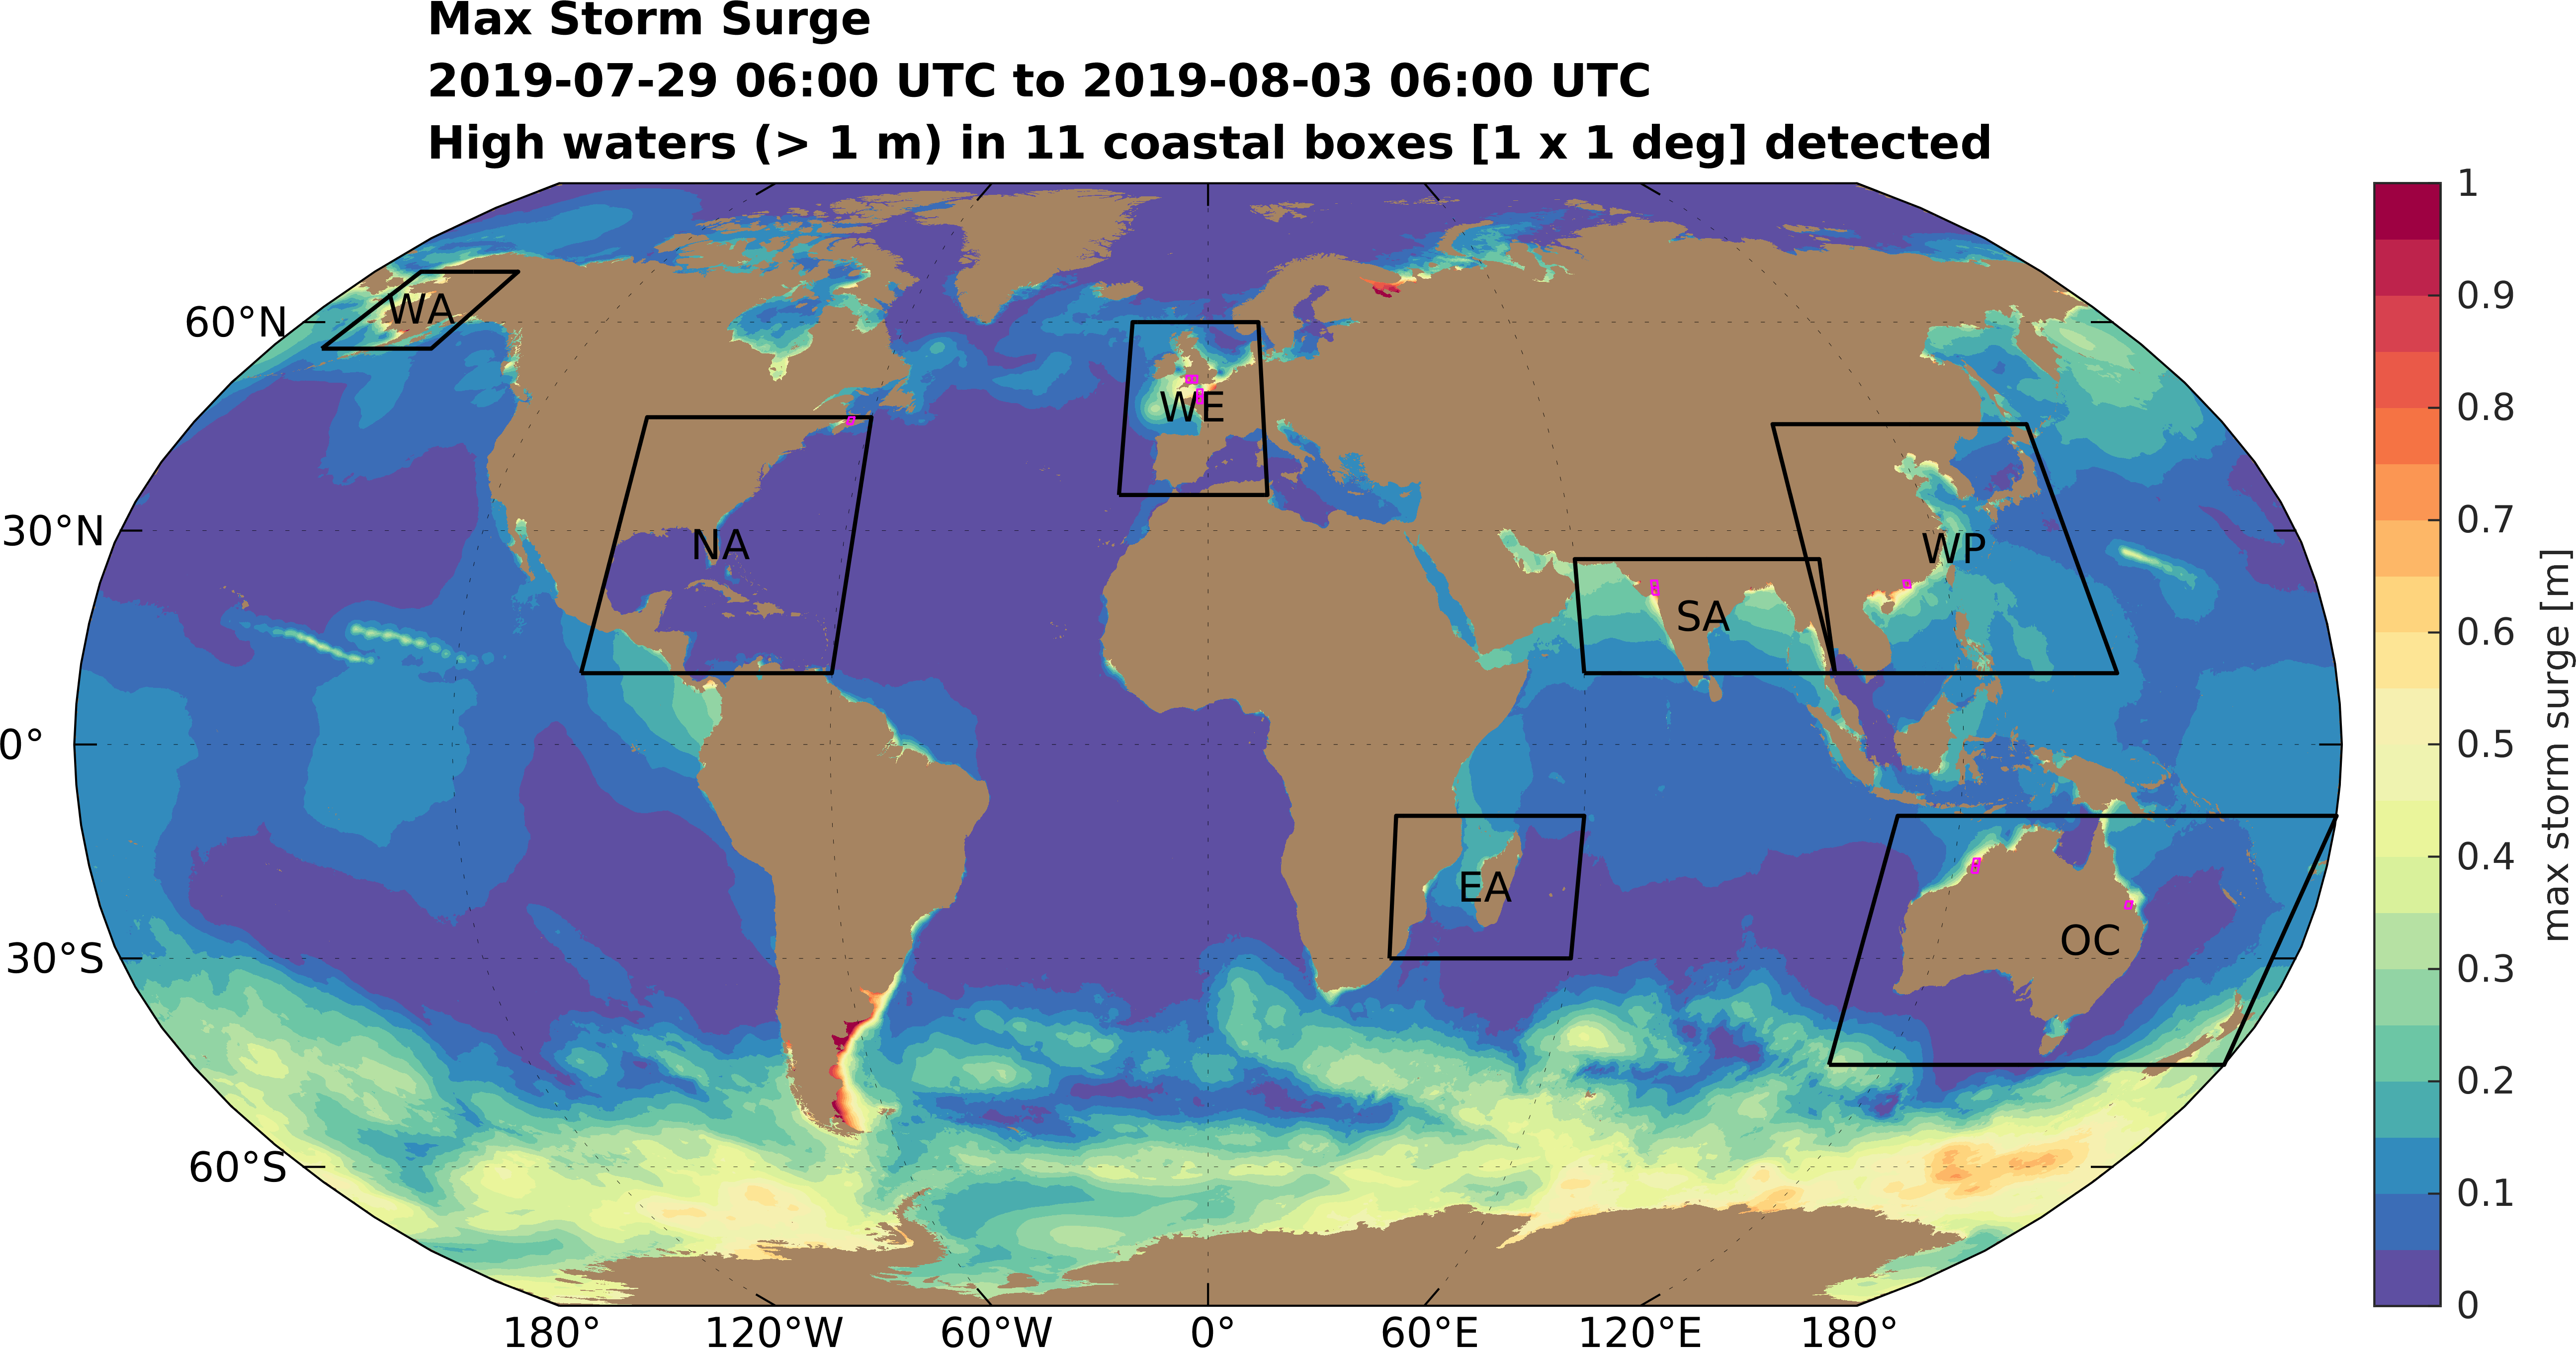 Max Storm Surge
2019-07-29 06:00 UTC to 2019-08-03 06:00 UTC
High waters (> 1 m) in 11 coastal boxes [1 x 1 deg] detected
60°N
30°N
0°
30°S
60°S
WA
NA
WE
SA
WP
EA
OC
180°
120°W
60°W
0°
60°E
120°E
180°
1
0.9
0.8
0.7
0.6
0.5
0.4
0.3
0.2
0.1
0
max storm surge [m]